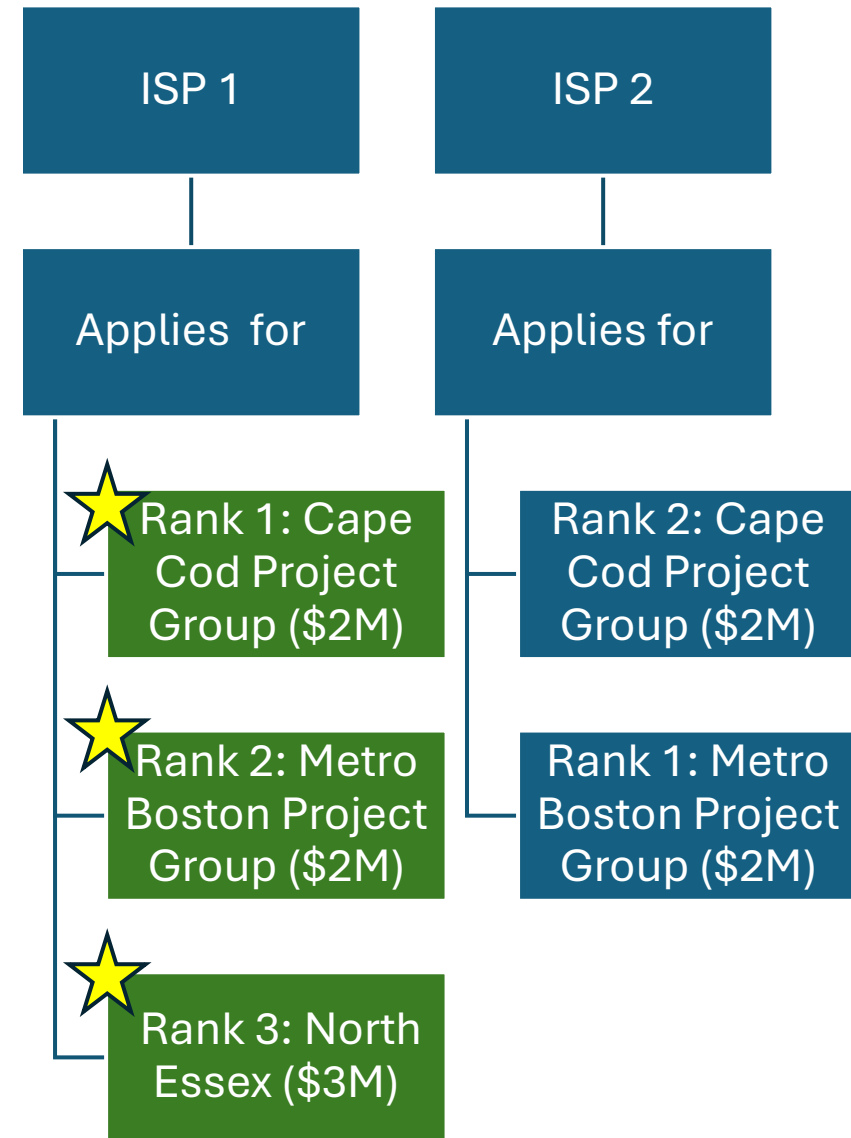 ISP 1
Applies for
Rank 1: Cape
Cod Project
Group ($2M)
Rank 2: Metro
Boston Project
Group ($2M)
Rank 3: North
Essex ($3M)
ISP 2
Applies for
Rank 2: Cape
Cod Project
Group ($2M)
Rank 1: Metro
Boston Project
Group ($2M)